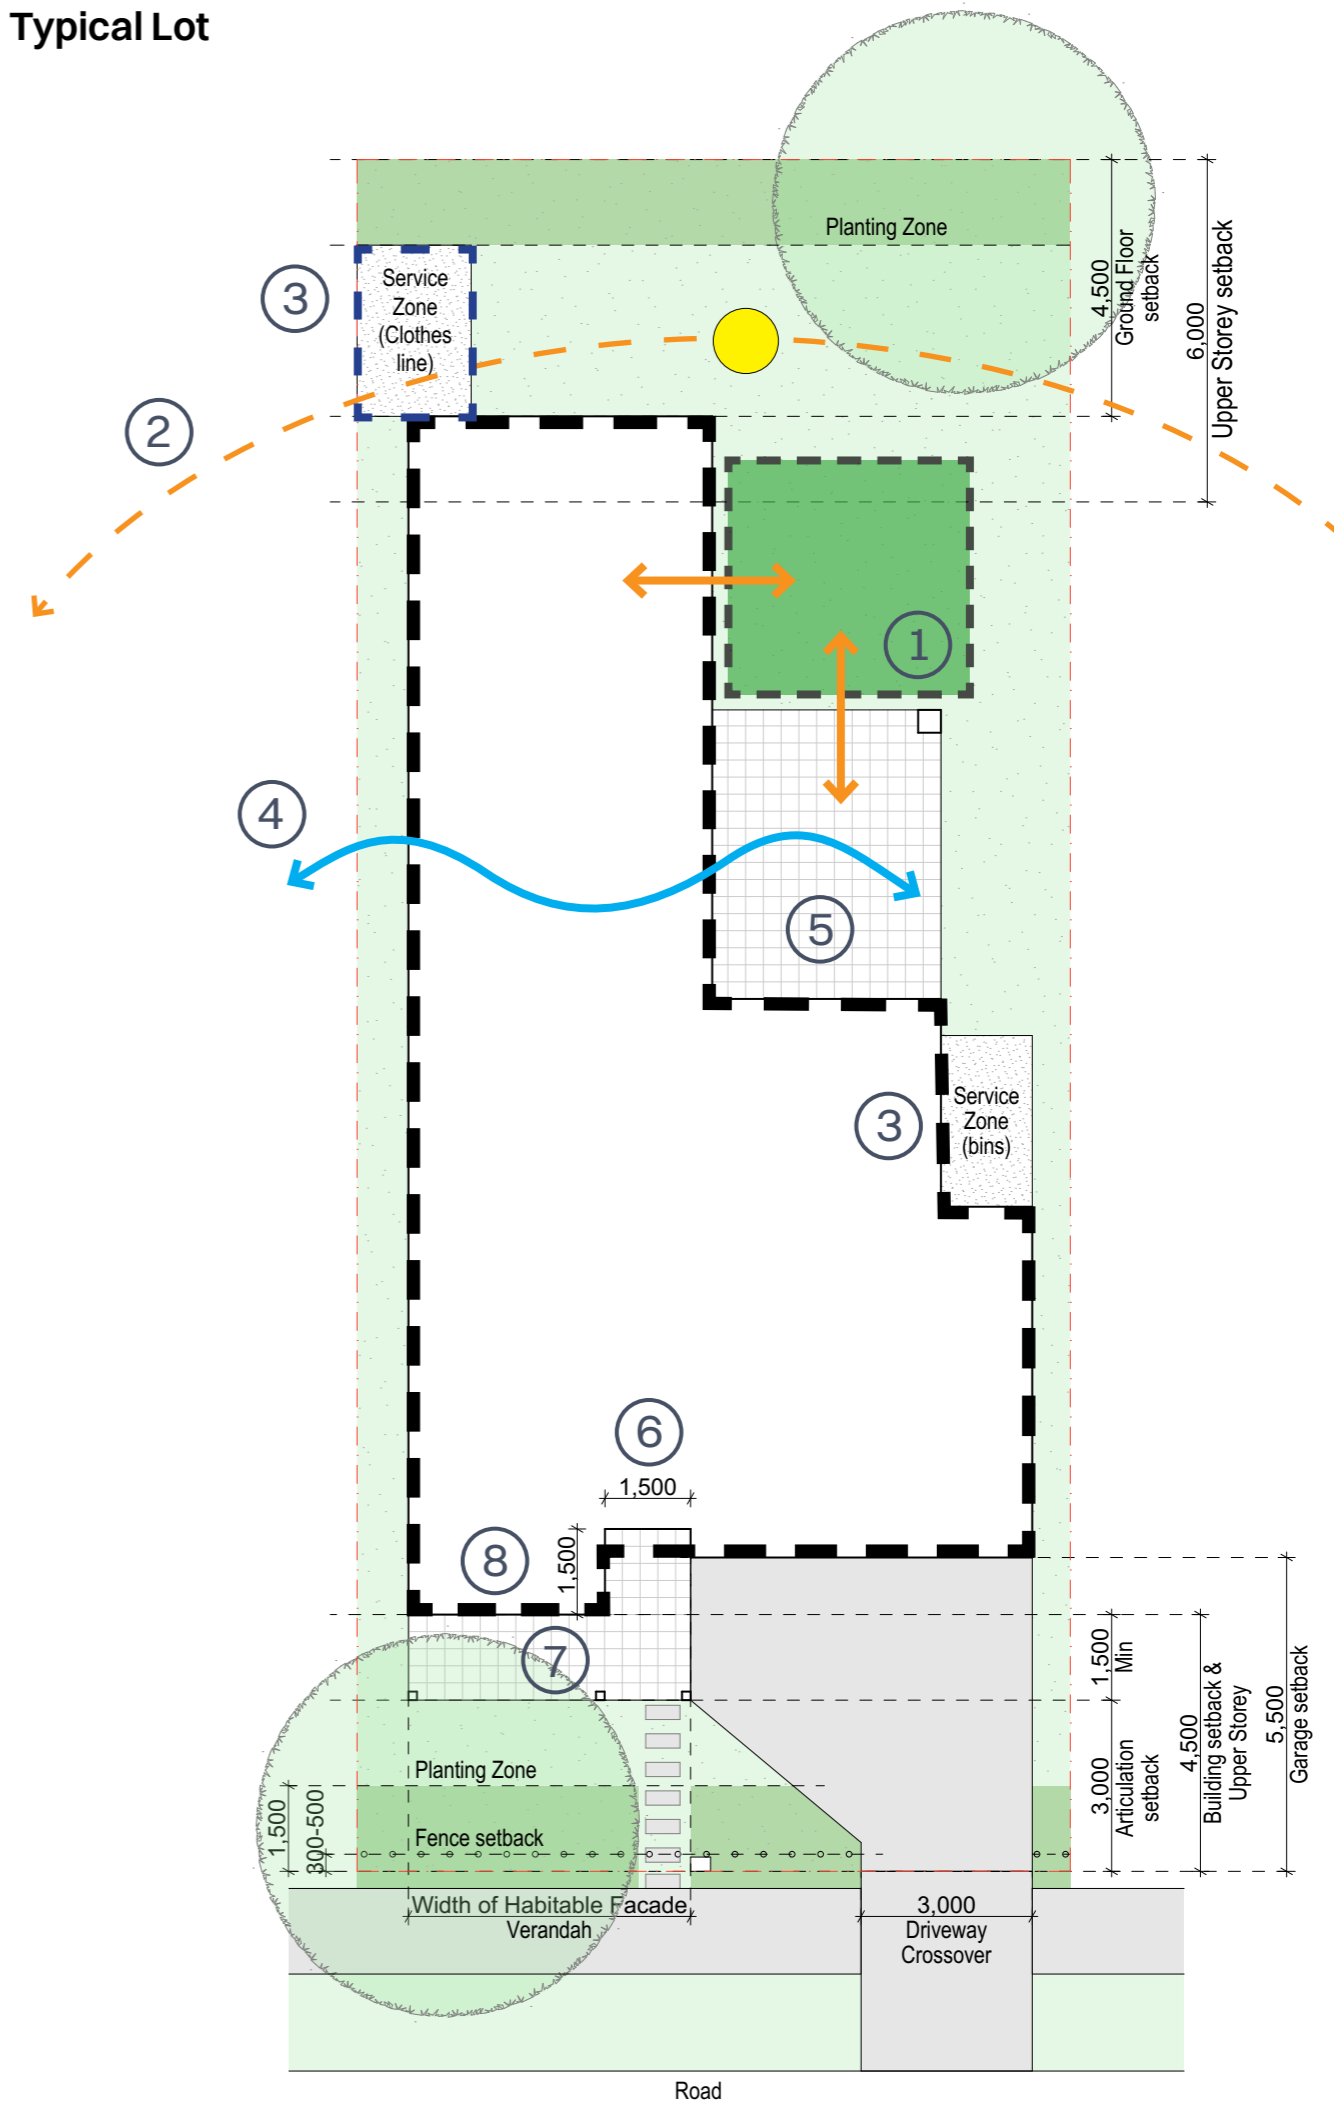 Typical Lot
Planting Zone
3
Service
Zone
(Clothes
line)
4,500
Ground Floor
setback
6,000
Upper Storey setback
2
1
4
5
3
Service
Zone
(bins)
6
1,500
8
1,500
7
1,500
Min
Planting Zone
3,000
Articulation
setback
4,500
Building setback &
Upper Storey
5,500
Garage setback
1,500
300-500
Fence setback
Width of Habitable Facade
Verandah
3,000
Driveway
Crossover
Road